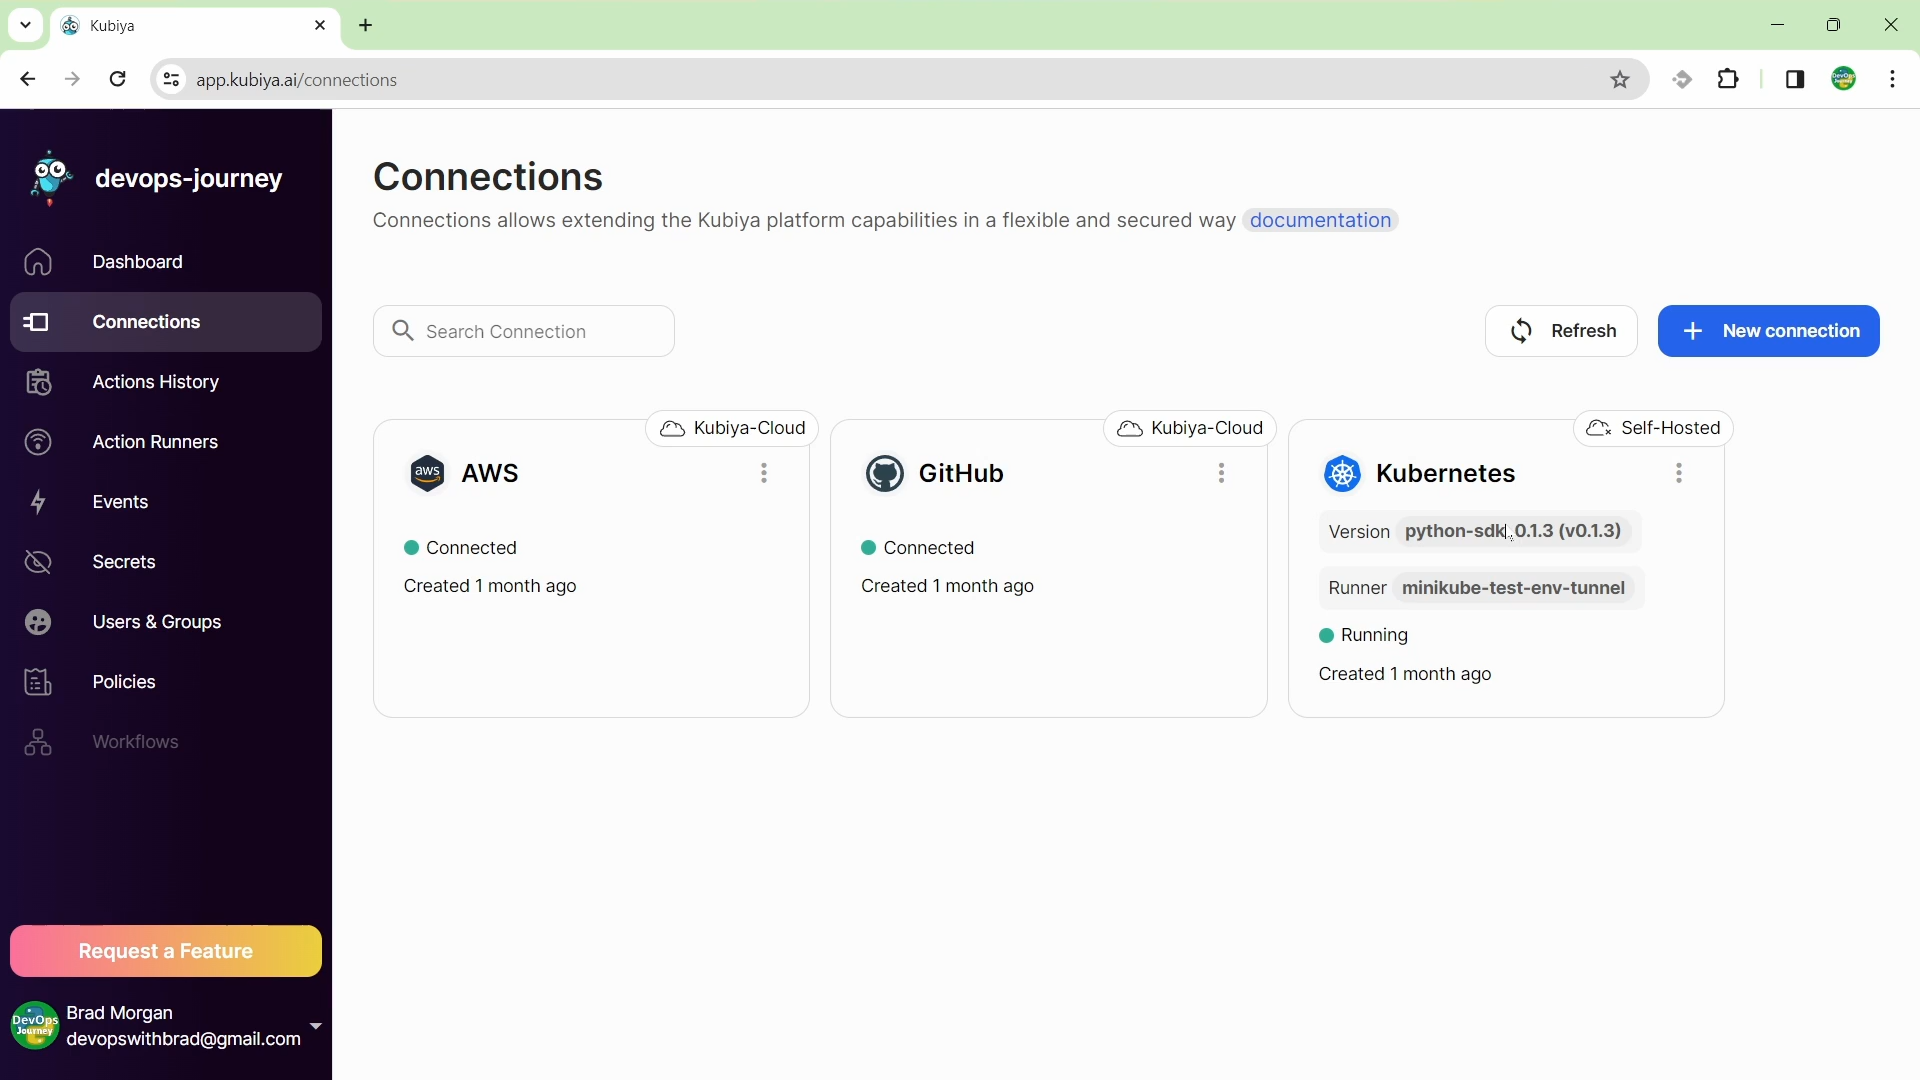 Kubiya
app.kubiya.ai/connections
devops-journey
Dashboard
Connections
Actions History
Action Runners
Events
Secrets
Users & Groups
Policies
Workflows
Request a Feature
DevOps
Journey
Brad Morgan
devopswithbrad@gmail.com
Connections
Connections allows extending the Kubiya platform capabilities in a flexible and secured way documentation
Search Connection
Refresh
New connection
Kubiya-Cloud
aws
AWS
Connected
Created 1 month ago
Kubiya-Cloud
GitHub
Connected
Created 1 month ago
Self-Hosted
Kubernetes
Version python-sdk 0.1.3 (v0.1.3)
Runner minikube-test-env-tunnel
Running
Created 1 month ago